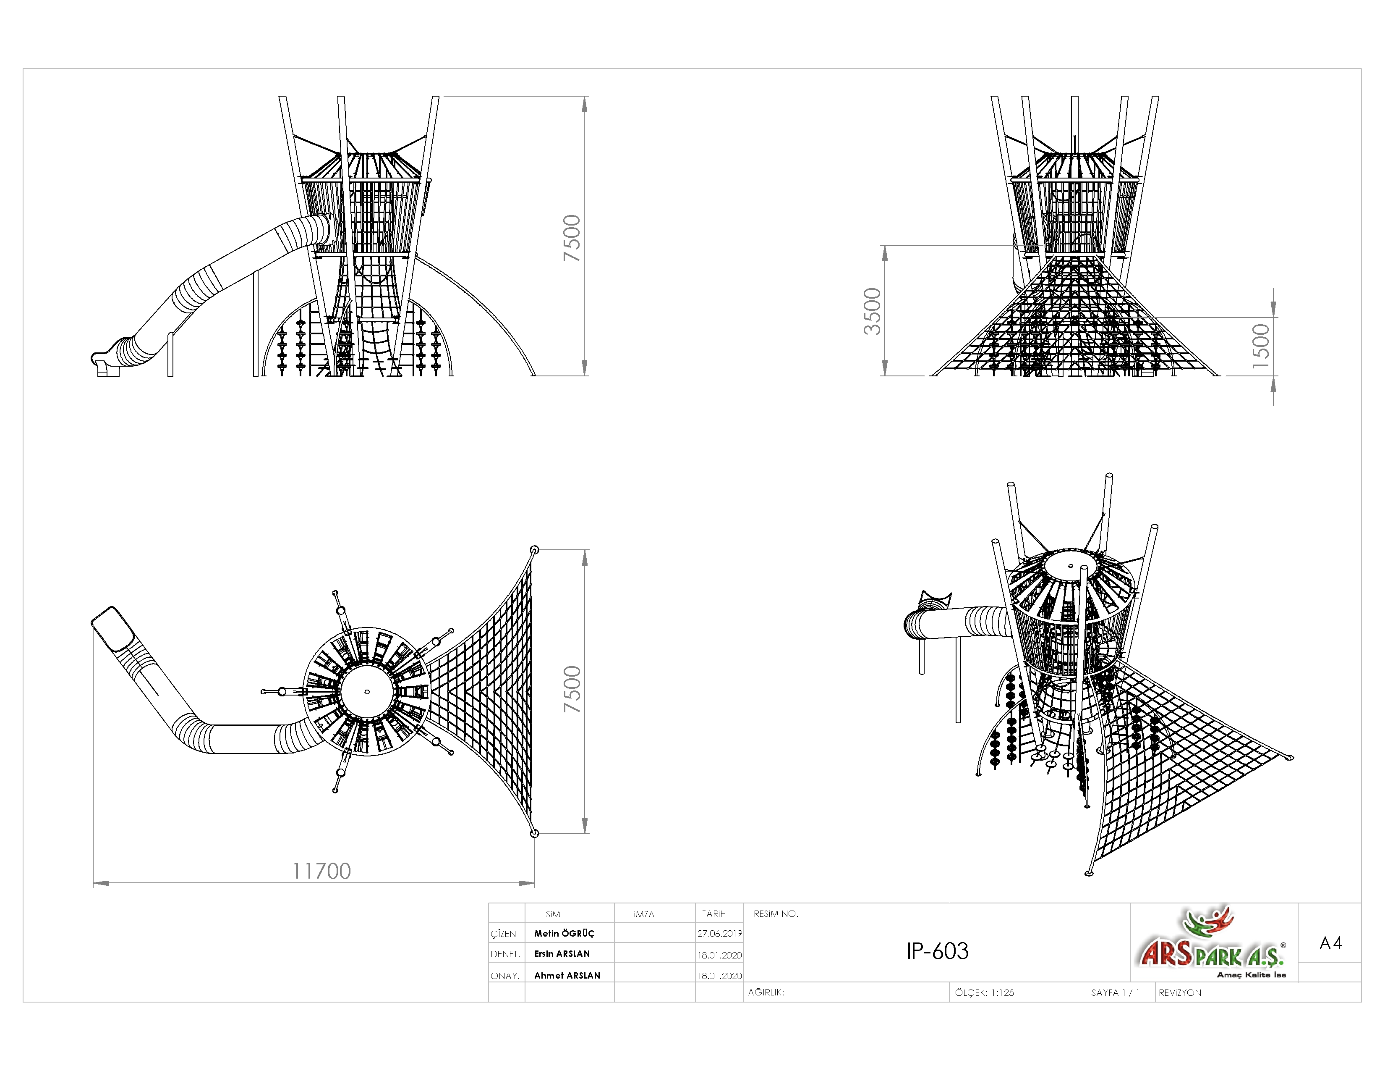 7500
3500
1500
7500
11700
İSİM
İMZA
TARİH
RESİM NO.
ÇİZEN
Metin ÖGRÜÇ
27.06.2019
DENET.
Ersin ARSLAN
18.01.2020
ONAY.
Ahmet ARSLAN
18.01.2020
IP-603
ARSPARK A.Ş.®
Amaç Kalite İse
A4
AĞIRLIK:
ÖLÇEK: 1:125
SAYFA 1 / 1
REVİZYON